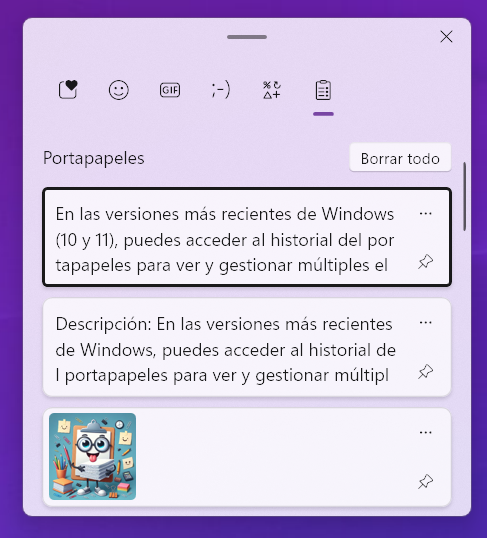 GIF
;-)
Portapapeles
Borrar todo
En las versiones más recientes de Windows
(10 y 11), puedes acceder al historial del por
tapapeles para ver y gestionar múltiples el
Descripción: En las versiones más recientes
de Windows, puedes acceder al historial de
l portapapeles para ver y gestionar múltipl